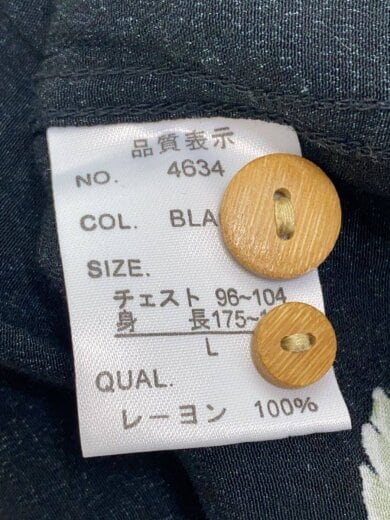 品質表示
NO. 4634
COL. BLA
SIZE.
チェスト 96~104
身 長175~1
L
QUAL.
レーヨン 100%